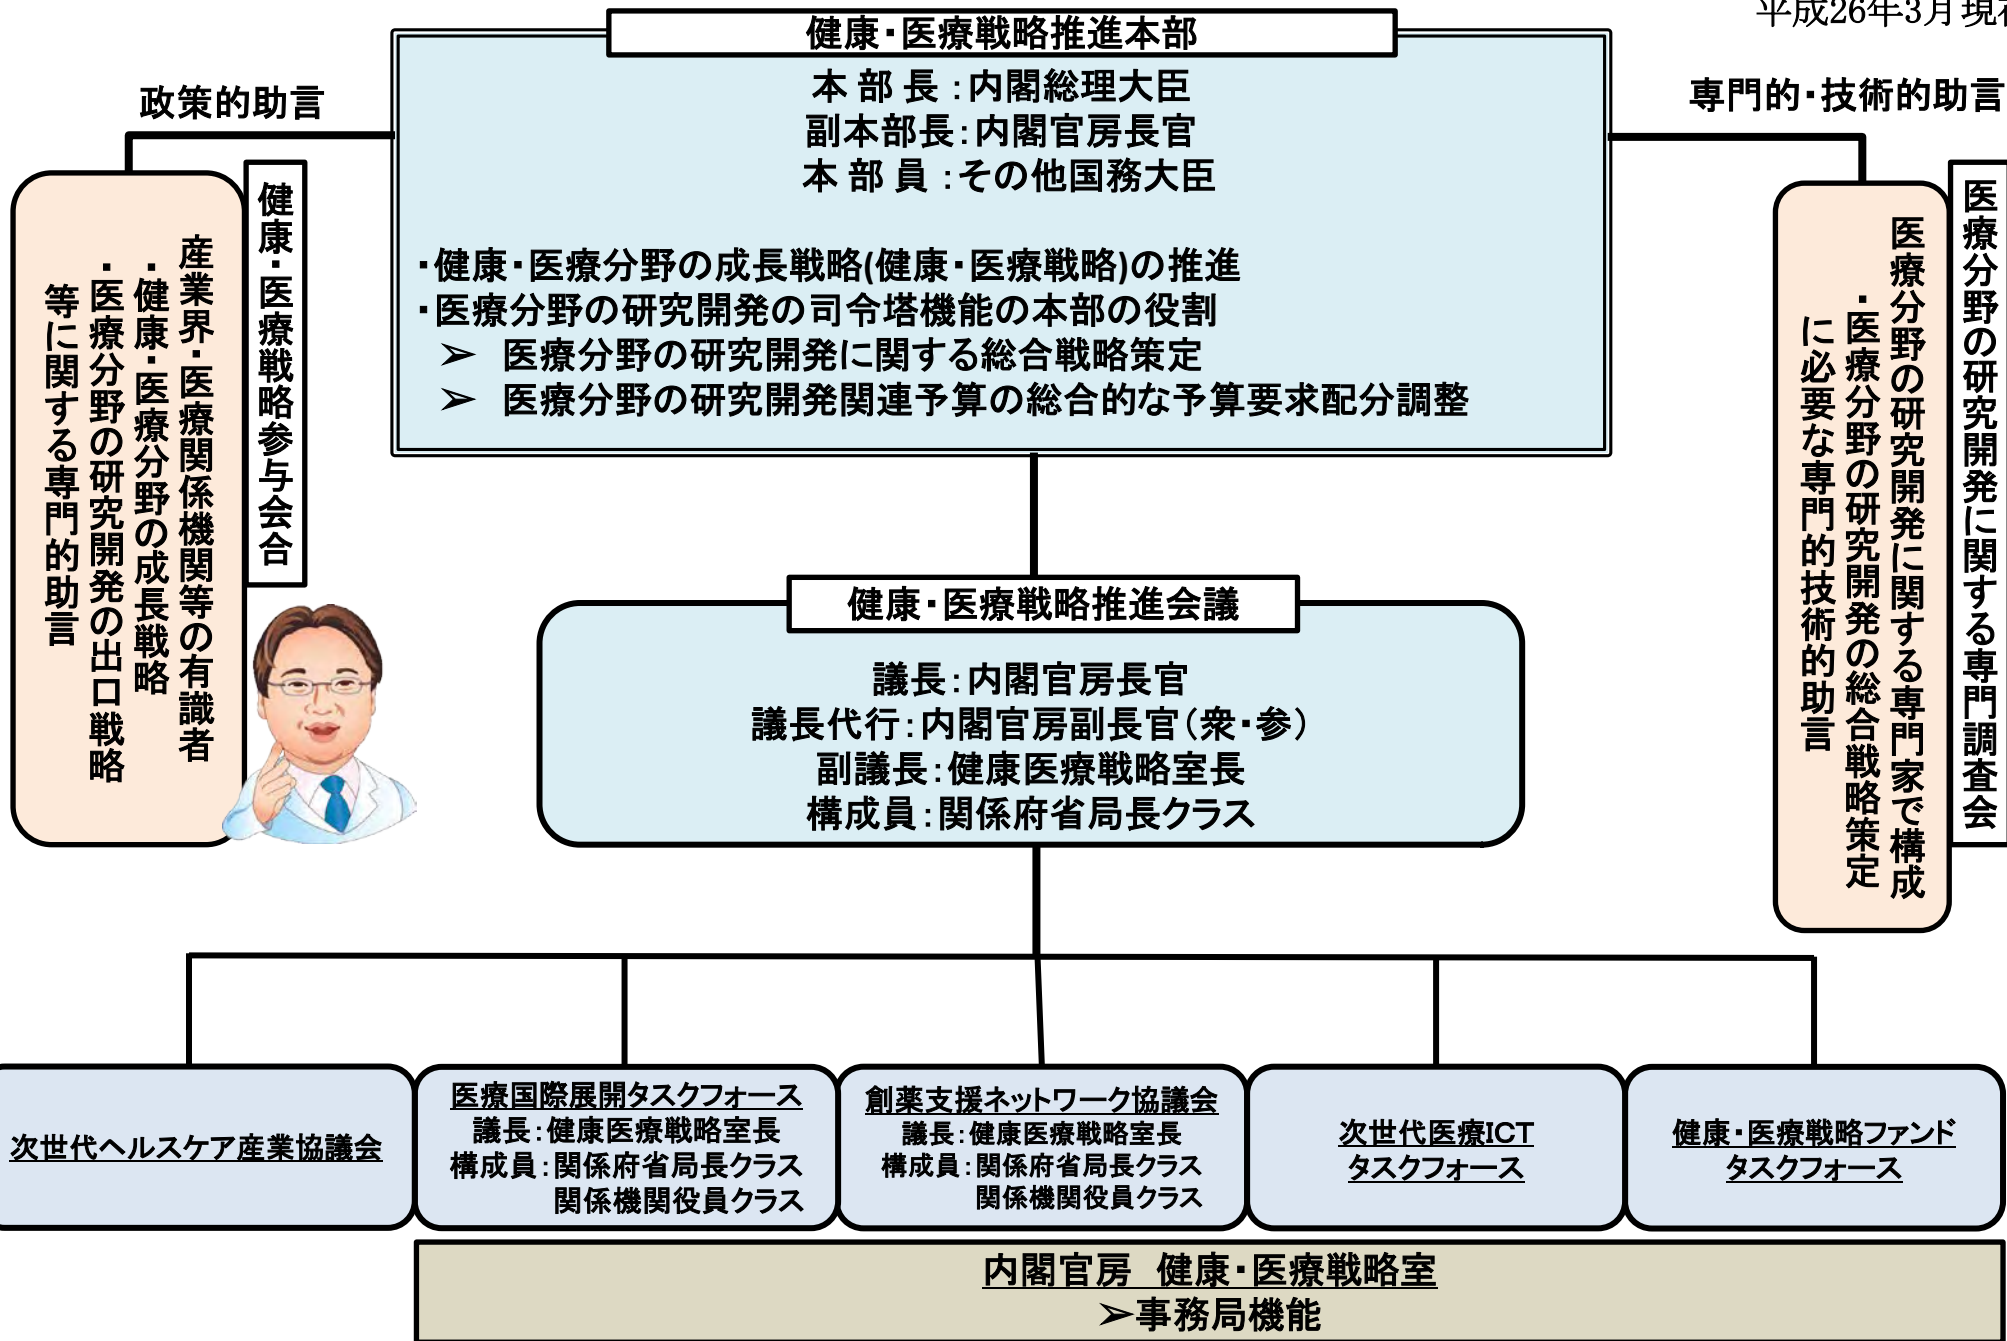 平成26年3月現在
健康・医療戦略推進本部
本 部 長 ：内閣総理大臣
副本部長：内閣官房長官
本 部 員 ：その他国務大臣
・健康・医療分野の成長戦略(健康・医療戦略)の推進
・医療分野の研究開発の司令塔機能の本部の役割
➢ 医療分野の研究開発に関する総合戦略策定
➢ 医療分野の研究開発関連予算の総合的な予算要求配分調整
政策的助言
健康・医療戦略参与会合
産業界・医療関係機関等の有識者
・健康・医療分野の成長戦略
・医療分野の研究開発の出口戦略
等に関する専門的助言
専門的・技術的助言
医療分野の研究開発に関する専門調査会
医療分野の研究開発に関する専門家で構成
・医療分野の研究開発の総合戦略策定
に必要な専門的技術的助言
健康・医療戦略推進会議
議長：内閣官房長官
議長代行：内閣官房副長官（衆・参）
副議長：健康医療戦略室長
構成員：関係府省局長クラス
次世代ヘルスケア産業協議会
医療国際展開タスクフォース
議長：健康医療戦略室長
構成員：関係府省局長クラス
関係機関役員クラス
創薬支援ネットワーク協議会
議長：健康医療戦略室長
構成員：関係府省局長クラス
関係機関役員クラス
次世代医療ICT
タスクフォース
健康・医療戦略ファンド
タスクフォース
内閣官房 健康・医療戦略室
➢事務局機能